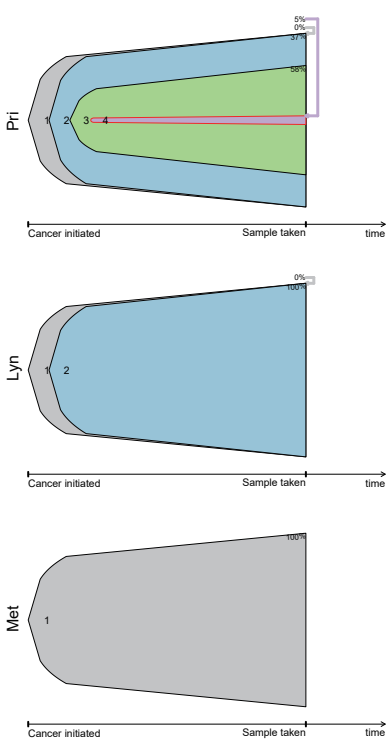 5%
0%
37%
58%
Pri
1
2
3
4
Cancer initiated
Sample taken
time
0%
100%
Lyn
1
2
Cancer initiated
Sample taken
time
100%
Met
1
Cancer initiated
Sample taken
time